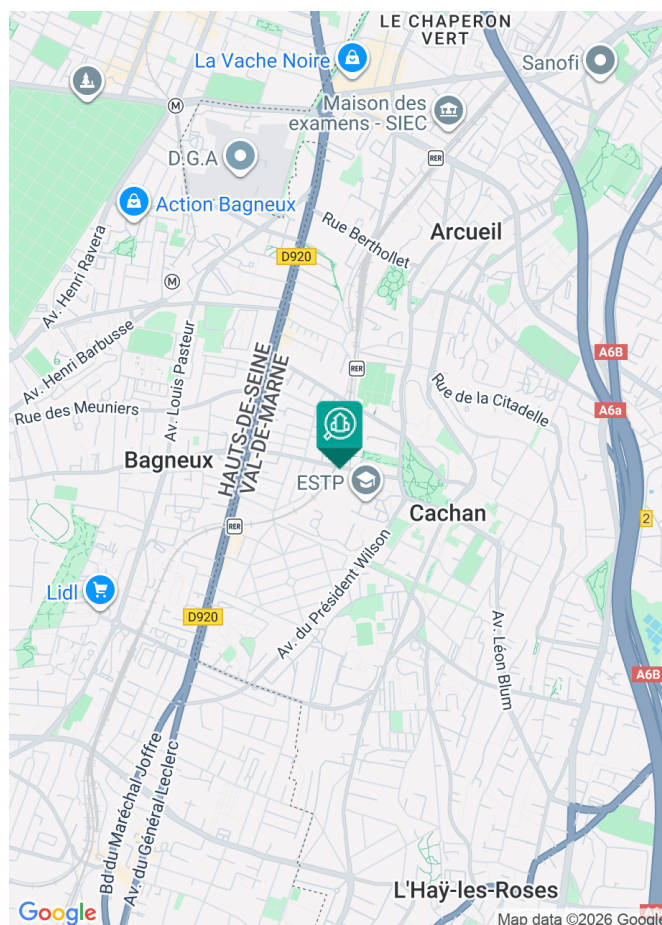 LE CHAPERON
VERT
La Vache Noire
Sanofi
Maison des
examens - SIEC
M
D.G.A
RER
Action Bagneux
Rue Berthollet
Arcueil
D920
Av. Henri Ravera
M
Av. Henri Barbusse
Av. Louis Pasteur
HAUTS-DE-SEINE
VAL-DE-MARNE
RER
A6B
Rue de la Citadelle
A6a
Rue des Meuniers
Bagneux
ESTP
Cachan
2
RER
Av. du Président Wilson
Lidl
D920
Av. Léon Blum
A6B
Bd du Maréchal Joffre
Av. du Général Leclerc
L'Haÿ-les-Roses
Google
Map data ©2026 Google